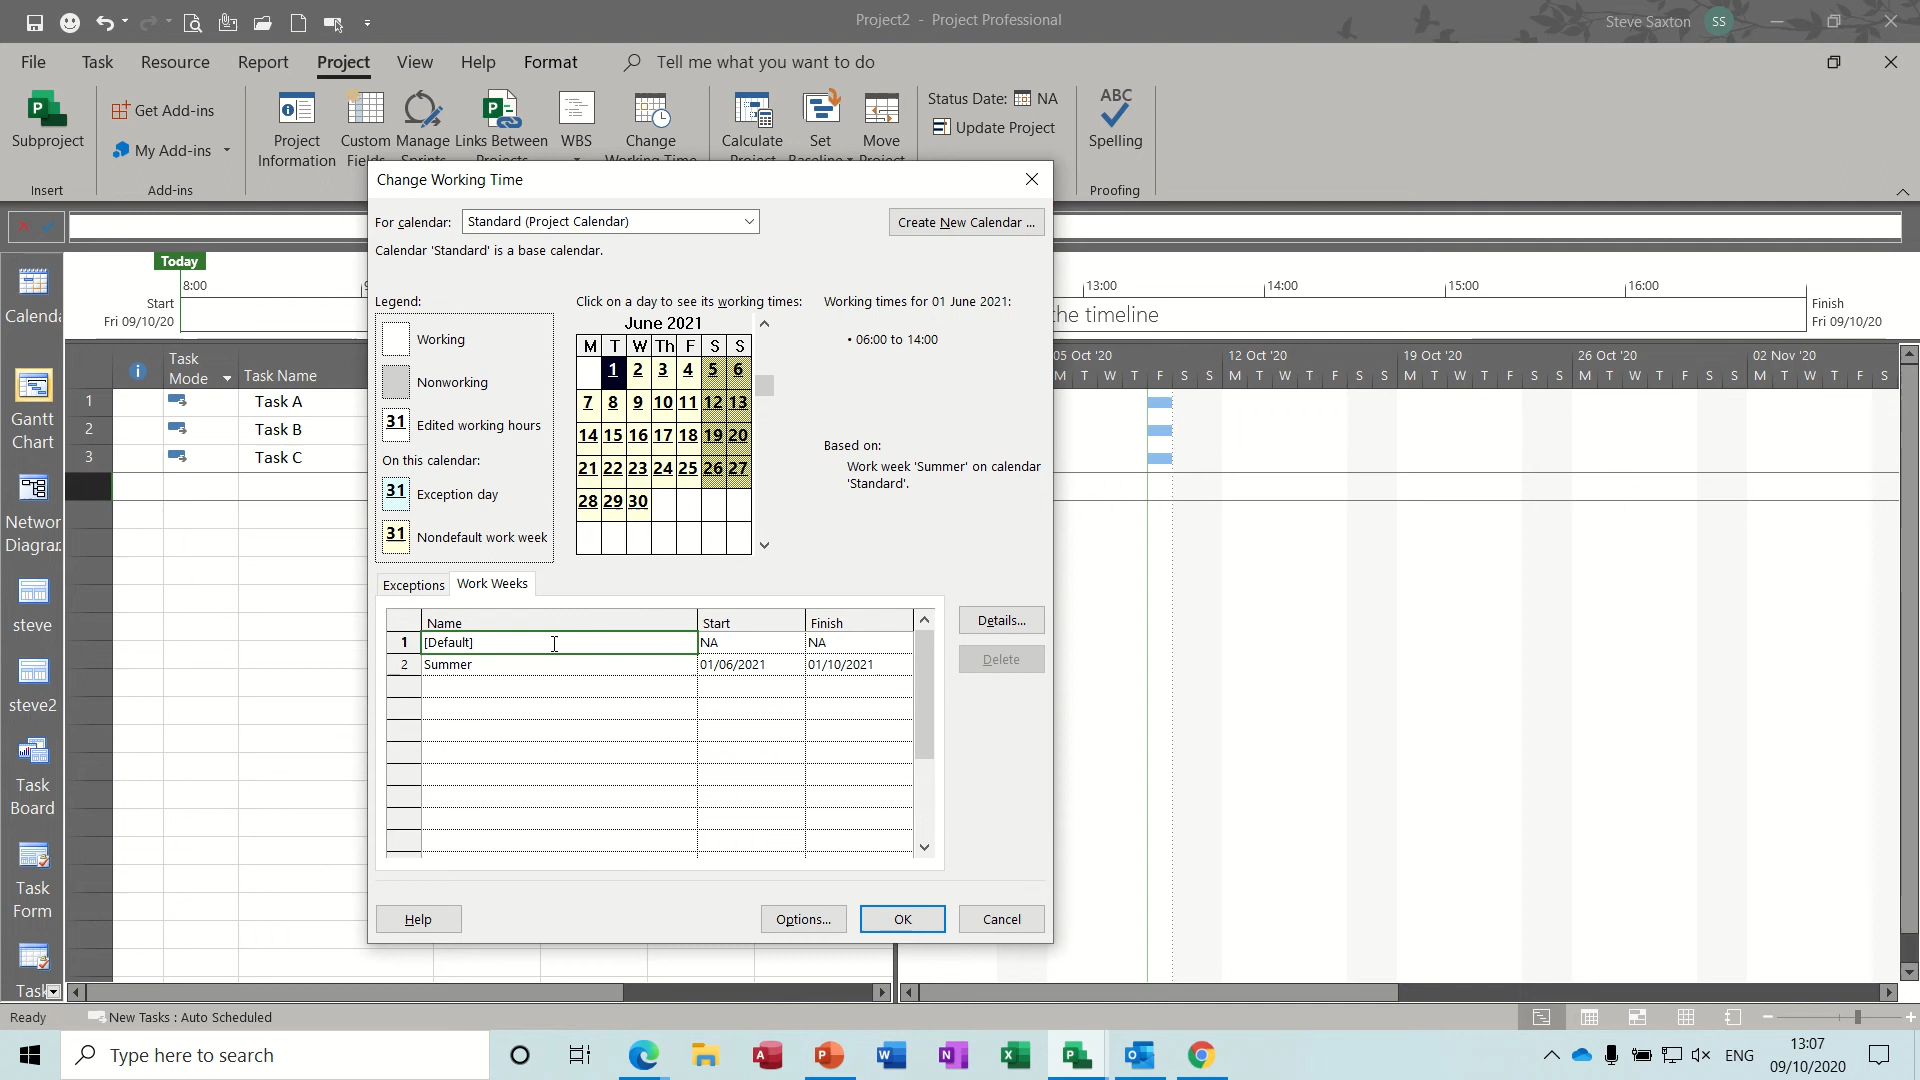 Project2 - Project Professional
Steve Saxton
SS
File
Task
Resource
Report
Project
View
Help
Format
Tell me what you want to do
Subproject
Insert
Get Add-ins
My Add-ins
Add-ins
Project
Information
Custom
Fields
Manage
Links Between
WBS
Change
Calculate
Set
Move
Status Date:
NA
Update Project
ABC
Spelling
Proofing
Change Working Time
For calendar:
Standard (Project Calendar)
Create New Calendar ...
Calendar 'Standard' is a base calendar.
Legend:
Working
Nonworking
31
Edited working hours
On this calendar:
31
Exception day
31
Nondefault work week
Click on a day to see its working times:
June 2021
M T W Th F S S
1 2 3 4 5 6
7 8 9 10 11 12 13
14 15 16 17 18 19 20
21 22 23 24 25 26 27
28 29 30
Working times for 01 June 2021:
• 06:00 to 14:00
Based on:
Work week 'Summer' on calendar
'Standard'.
Exceptions
Work Weeks
Name Start Finish
1 [Default] NA NA
2 Summer 01/06/2021 01/10/2021
Details...
Delete
Help
Options...
OK
Cancel
Today
Start
Fri 09/10/20
8:00
13:00
14:00
15:00
16:00
the timeline
Finish
Fri 09/10/20
Task
Mode
Task Name
1 Task A
2 Task B
3 Task C
05 Oct '20
12 Oct '20
19 Oct '20
26 Oct '20
02 Nov '20
M T W T F S S M T W T F S S M T W T F S S M T W T F S S M T W T F S
Calenda
Gantt
Chart
Networ
Diagra
steve
steve2
Task
Board
Task
Form
Task
Ready
New Tasks : Auto Scheduled
Type here to search
ENG
13:07
09/10/2020